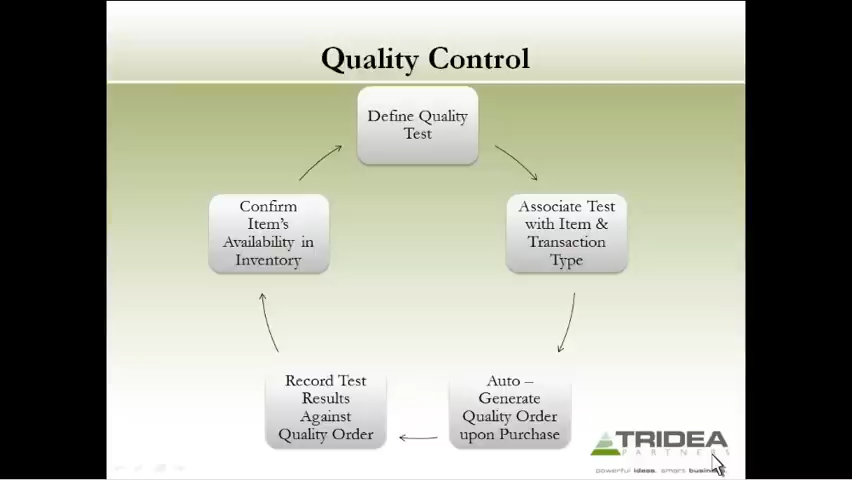 Quality Control
Define Quality
Test
Associate Test
with Item &
Transaction
Type
Auto –
Generate
Quality Order
upon Purchase
Record Test
Results
Against
Quality Order
Confirm
Item's
Availability in
Inventory
TRIDEA
PARTNERS
powerful ideas. smart business.